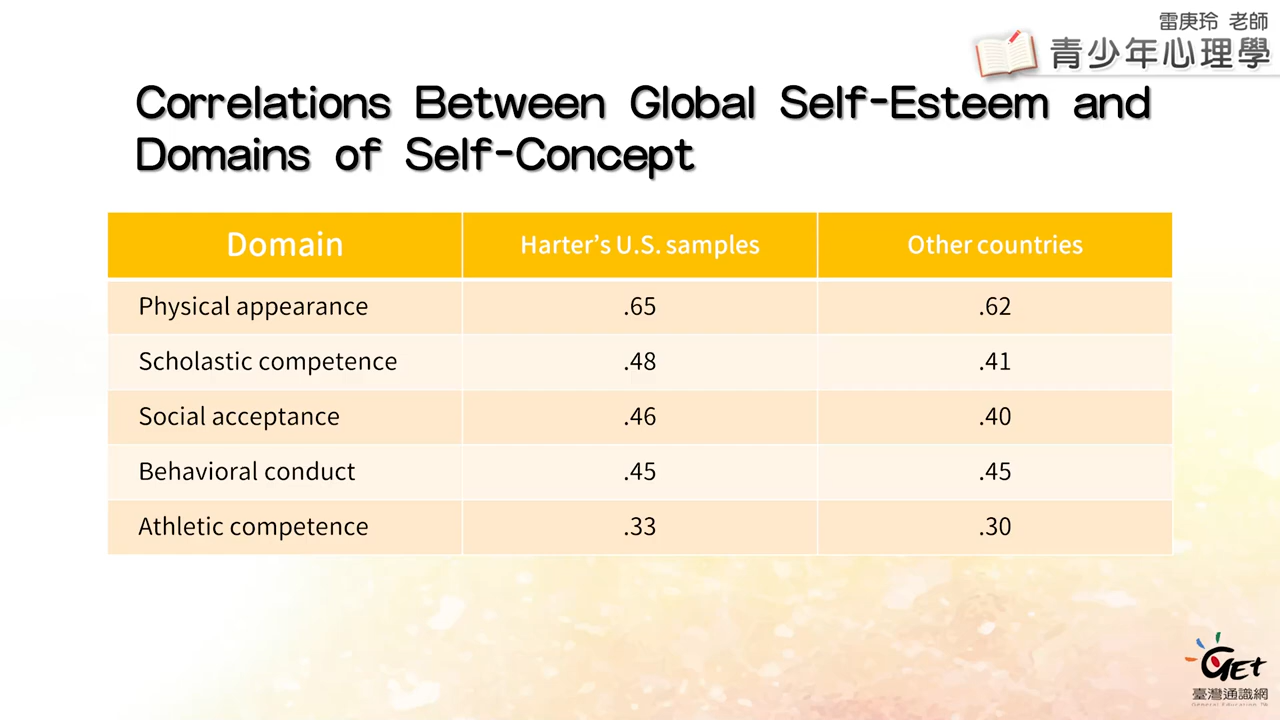 雷庚玲 老師
青少年心理學
Correlations Between Global Self-Esteem and
Domains of Self-Concept
Domain Harter’s U.S. samples Other countries
Physical appearance .65 .62
Scholastic competence .48 .41
Social acceptance .46 .40
Behavioral conduct .45 .45
Athletic competence .33 .30
GET
臺灣通識網
General Education TW